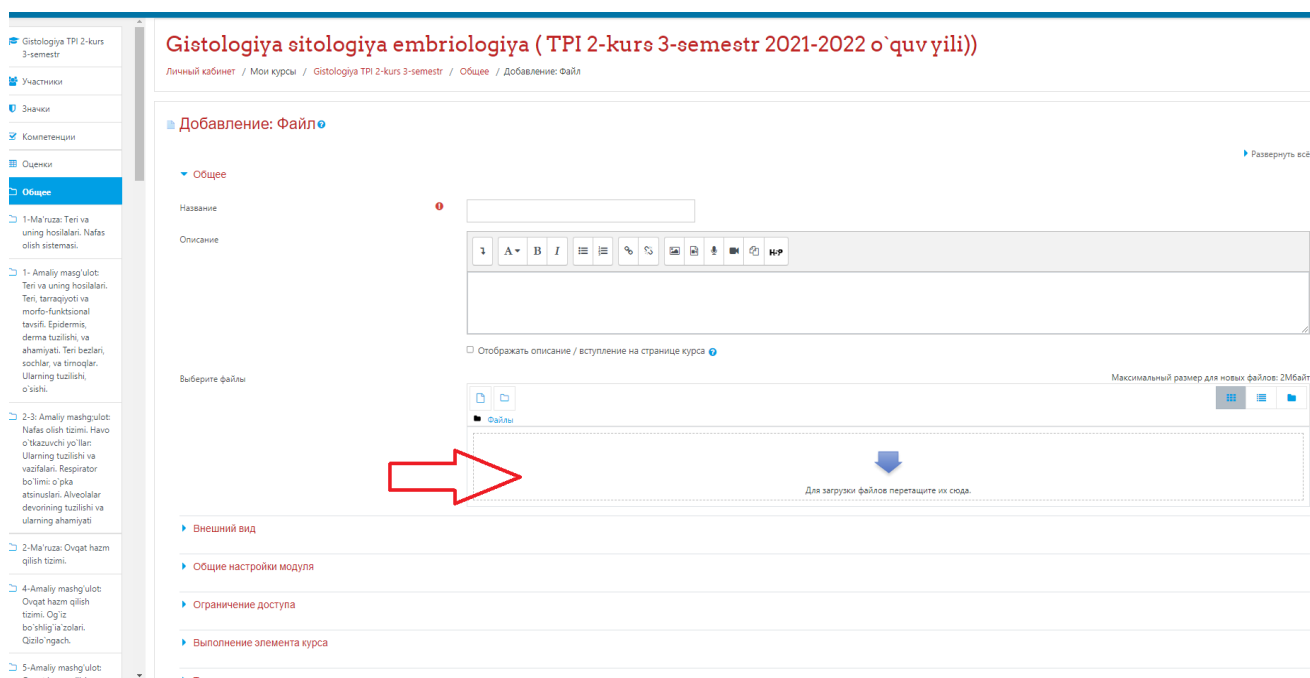 Gistologiya TPI 2-kurs
3-semestr
Участники
Значки
Компетенции
Оценки
Общее
1-Ma'ruza: Teri va
uning hosilalari. Nafas
olish sistemasi.
1- Amaliy masg'ulot:
Teri va uning hosilalari.
Teri, tarraqiyoti va
morfo-funktsional
tavsifi. Epidermis,
derma tuzilishi, va
ahamiyati. Teri bezlari,
sochlar, va tirnoqlar.
Ularning tuzilishi,
o`sishi.
2-3: Amaliy mashg;ulot:
Nafas olish tizimi. Havo
o`tkazuvchi yo`llar:
Ularning tuzilishi va
vazifalari. Respirator
bo`limi: o`pka
atsinuslari. Alveolalar
devorining tuzilishi va
ularning ahamiyati
2-Ma'ruza: Ovqat hazm
qilish tizimi.
4-Amaliy mashg'ulot:
Ovqat hazm qilish
tizimi. Og`iz
bo`shlig`ia`zolari.
Qizilo`ngach.
5-Amaliy mashg'ulot:
Gistologiya sitologiya embriologiya ( TPI 2-kurs 3-semestr 2021-2022 o`quv yili))
Личный кабинет / Мои курсы / Gistologiya TPI 2-kurs 3-semestr / Общее / Добавление: Файл
Добавление: Файл
Развернуть всё
Общее
Название
Описание
A B I H5P
Отображать описание / вступление на странице курса
Выберите файлы
Максимальный размер для новых файлов: 2Мбайт
Файлы
Для загрузки файлов перетащите их сюда.
Внешний вид
Общие настройки модуля
Ограничение доступа
Выполнение элемента курса